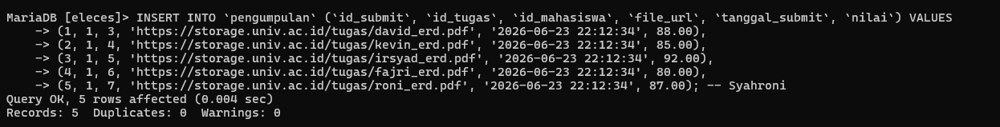 MariaDB [eleces]> INSERT INTO `pengumpulan` (`id_submit`, `id_tugas`, `id_mahasiswa`, `file_url`, `tanggal_submit`, `nilai`) VALUES
    -> (1, 1, 3, 'https://storage.univ.ac.id/tugas/david_erd.pdf', '2026-06-23 22:12:34', 88.00),
    -> (2, 1, 4, 'https://storage.univ.ac.id/tugas/kevin_erd.pdf', '2026-06-23 22:12:34', 85.00),
    -> (3, 1, 5, 'https://storage.univ.ac.id/tugas/irsyad_erd.pdf', '2026-06-23 22:12:34', 92.00),
    -> (4, 1, 6, 'https://storage.univ.ac.id/tugas/fajri_erd.pdf', '2026-06-23 22:12:34', 80.00),
    -> (5, 1, 7, 'https://storage.univ.ac.id/tugas/roni_erd.pdf', '2026-06-23 22:12:34', 87.00); -- Syahroni
Query OK, 5 rows affected (0.004 sec)
Records: 5  Duplicates: 0  Warnings: 0